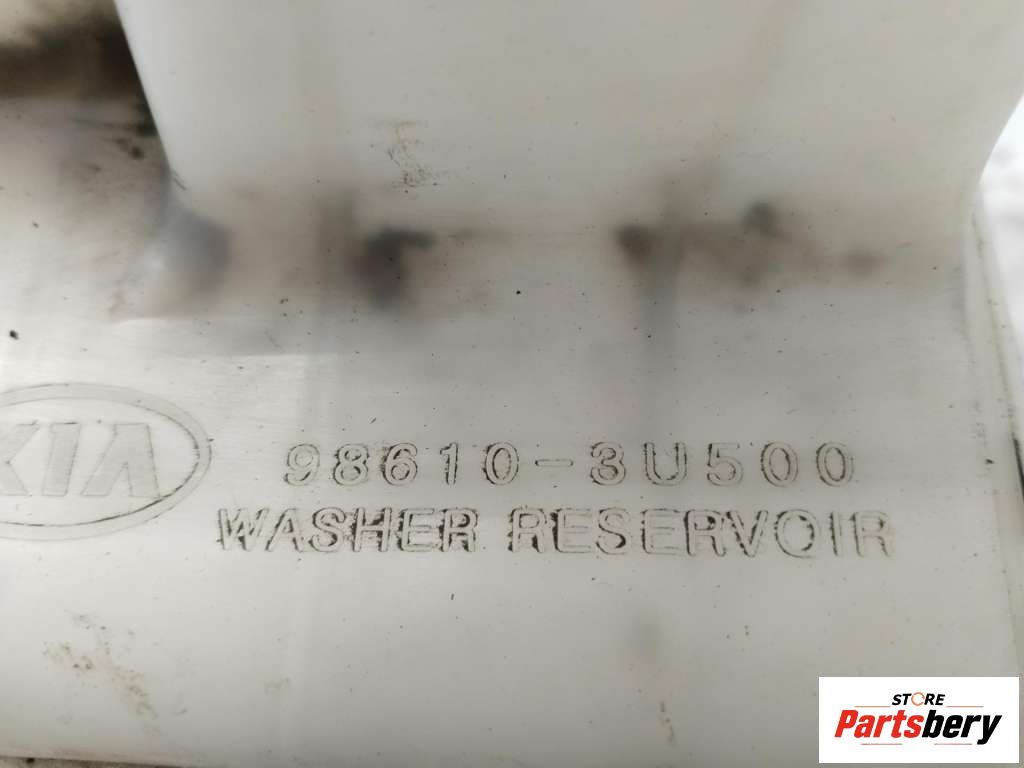 KIA
98610-3U500
WASHER RESERVOIR
STORE
Partsbery